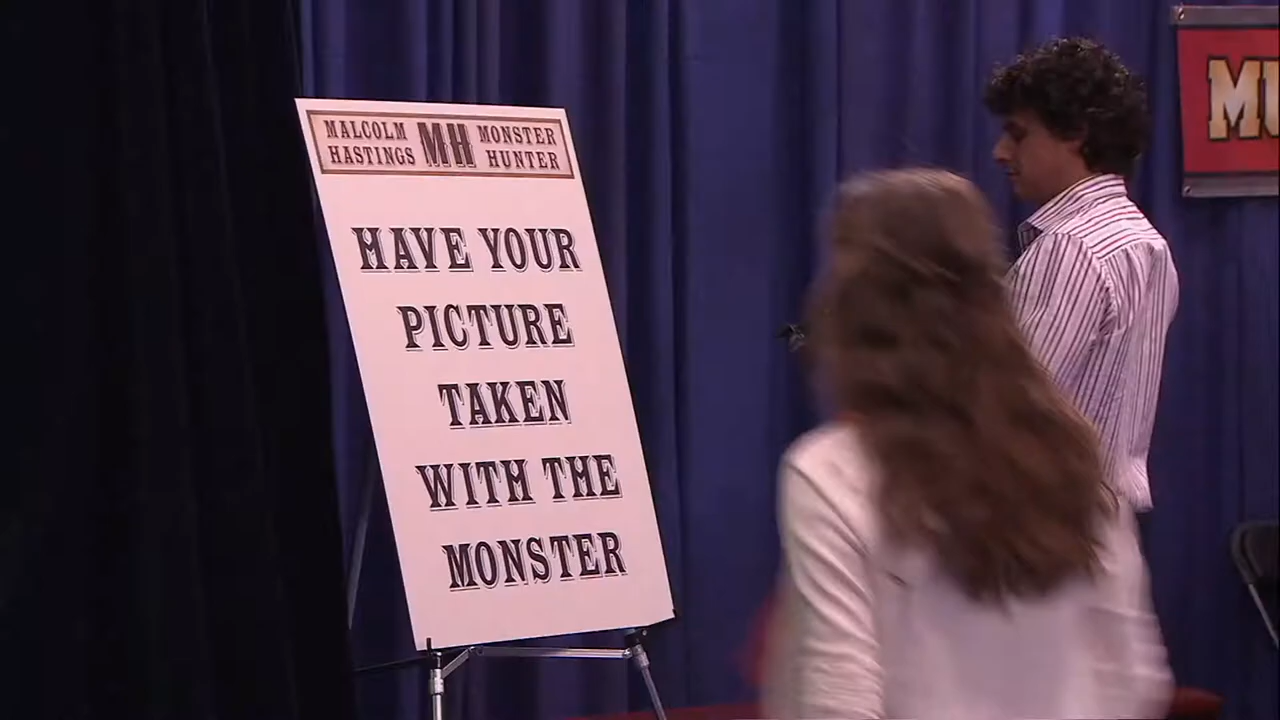 MALCOLM HASTINGS MH MONSTER HUNTER
HAVE YOUR
PICTURE
TAKEN
WITH THE
MONSTER